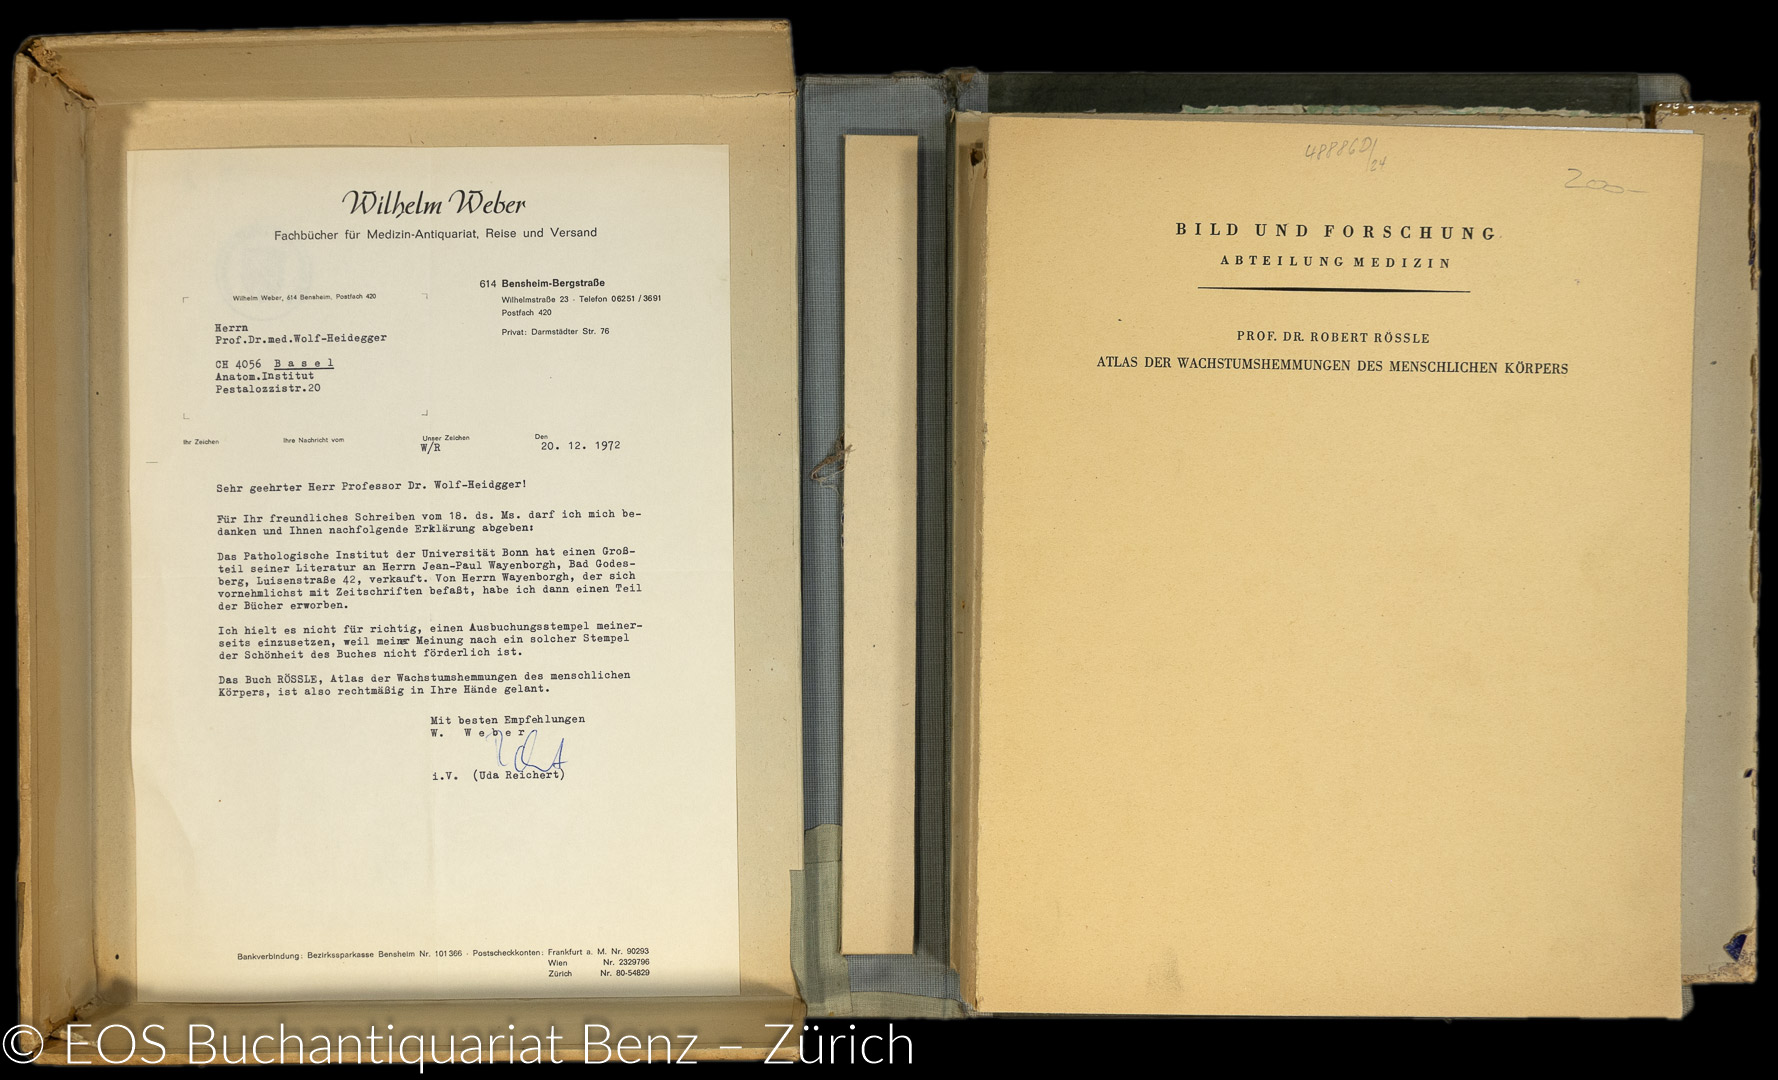 Wilhelm Weber
Fachbücher für Medizin-Antiquariat, Reise und Versand
614 Bensheim-Bergstraße
Wilhelmstraße 23 · Telefon 06251/3691
Postfach 420
Privat: Darmstädter Str. 76
Wilhelm Weber, 614 Bensheim, Postfach 420
Herrn
Prof.Dr.med.Wolf-Heidegger
CH 4056 B a s e l
Anatom.Institut
Pestalozzistr.20
Ihr Zeichen Ihre Nachricht vom Unser Zeichen Den
W/R 20. 12. 1972
Sehr geehrter Herr Professor Dr. Wolf-Heidgger!
Für Ihr freundliches Schreiben vom 18. ds. Ms. darf ich mich be-
danken und Ihnen nachfolgende Erklärung abgeben:
Das Pathologische Institut der Universität Bonn hat einen Groß-
teil seiner Literatur an Herrn Jean-Paul Wayenborgh, Bad Godes-
berg, Luisenstraße 42, verkauft. Von Herrn Wayenborgh, der sich
vornehmlichst mit Zeitschriften befaßt, habe ich dann einen Teil
der Bücher erworben.
Ich hielt es nicht für richtig, einen Ausbuchungsstempel meiner-
seits einzusetzen, weil meiner Meinung nach ein solcher Stempel
der Schönheit des Buches nicht förderlich ist.
Das Buch RÖSSLE, Atlas der Wachstumshemmungen des menschlichen
Körpers, ist also rechtmäßig in Ihre Hände gelant.
Mit besten Empfehlungen
W. W e b e r
i.V. (Uda Reichert)
Bankverbindung: Bezirkssparkasse Bensheim Nr. 101366 · Postscheckkonten: Frankfurt a. M. Nr. 90293
Wien Nr. 2329796
Zürich Nr. 80-54829
48886D/24
200-
BILD UND FORSCHUNG
ABTEILUNG MEDIZIN
PROF. DR. ROBERT RÖSSLE
ATLAS DER WACHSTUMSHEMMUNGEN DES MENSCHLICHEN KÖRPERS
© EOS Buchantiquariat Benz – Zürich